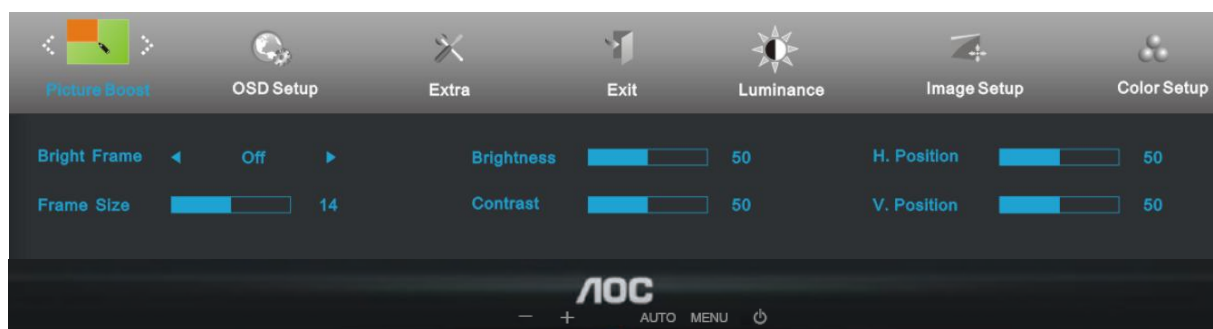 Picture Boost OSD Setup Extra Exit Luminance Image Setup Color Setup
Bright Frame Off Brightness 50 H. Position 50
Frame Size 14 Contrast 50 V. Position 50
AOC
− + AUTO MENU